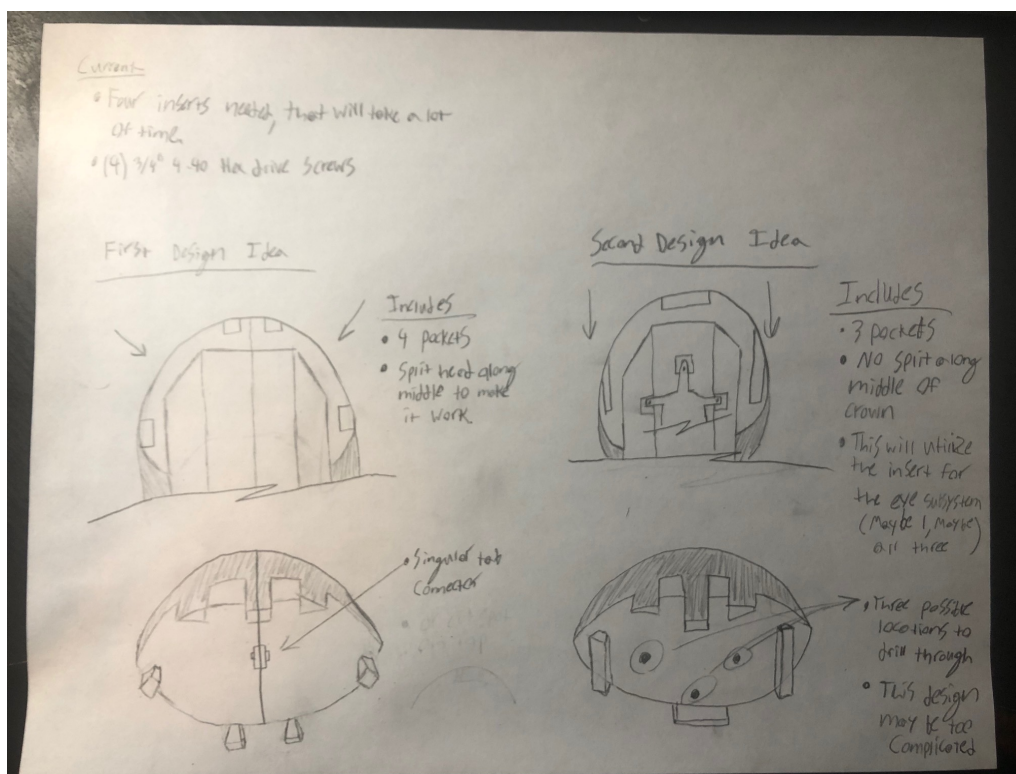 Current
• Four inserts needed, that will take a lot
of time.
• (4) 3/4" 4-40 Hex drive screws
First Design Idea
Includes
• 4 pockets
• Split head along
middle to make
it work
Second Design Idea
Includes
• 3 pockets
• No split along
middle of
crown
• This will utilize
the insert for
the eye subsystem
(Maybe 1, Maybe)
all three
• Singular tab
connector
• Three possible
locations to
drill through
• This design
may be too
complicated